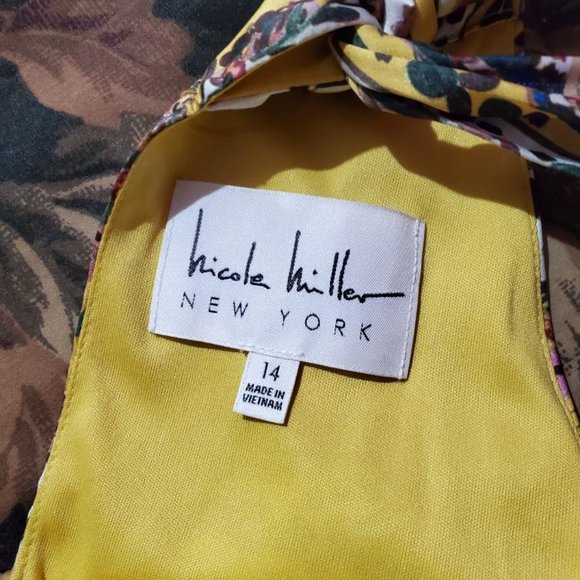 Nicole Miller
NEW YORK
14
MADE IN
VIETNAM